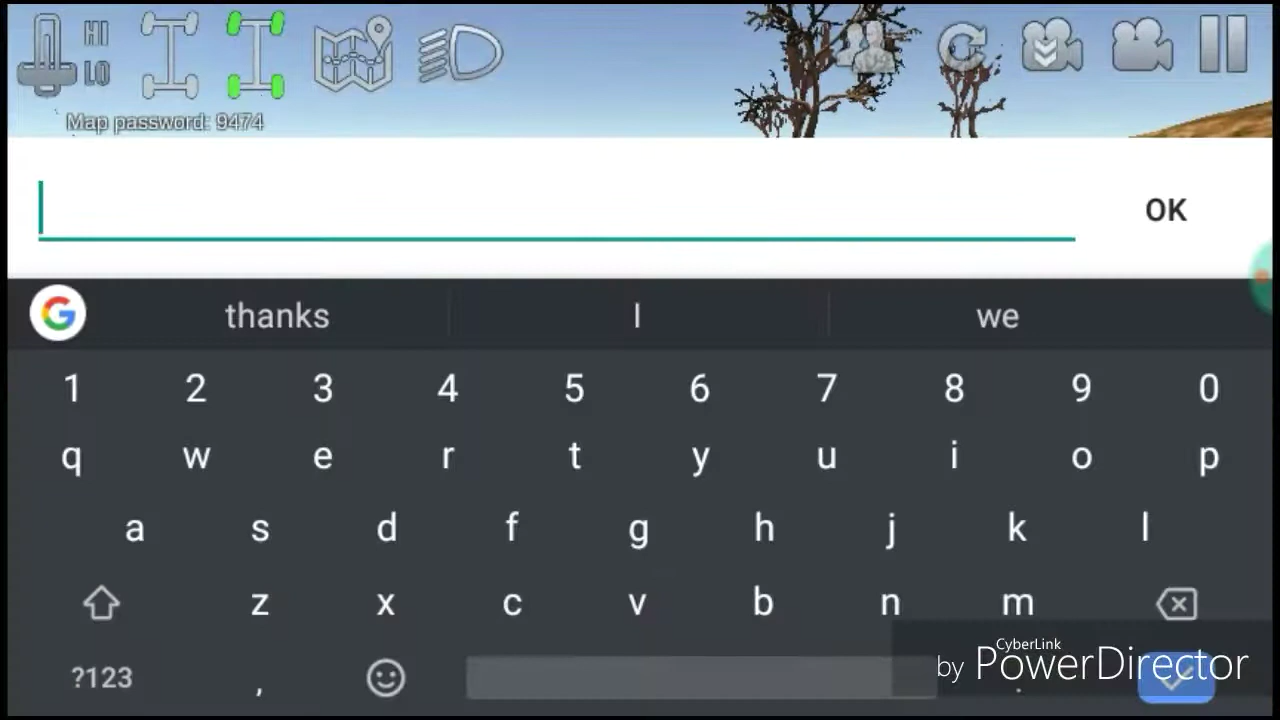 HI
LO
Map password: 9474
OK
G
thanks I we
1 2 3 4 5 6 7 8 9 0
q w e r t y u i o p
a s d f g h j k l
z x c v b n m
?123 , .
by CyberLink PowerDirector